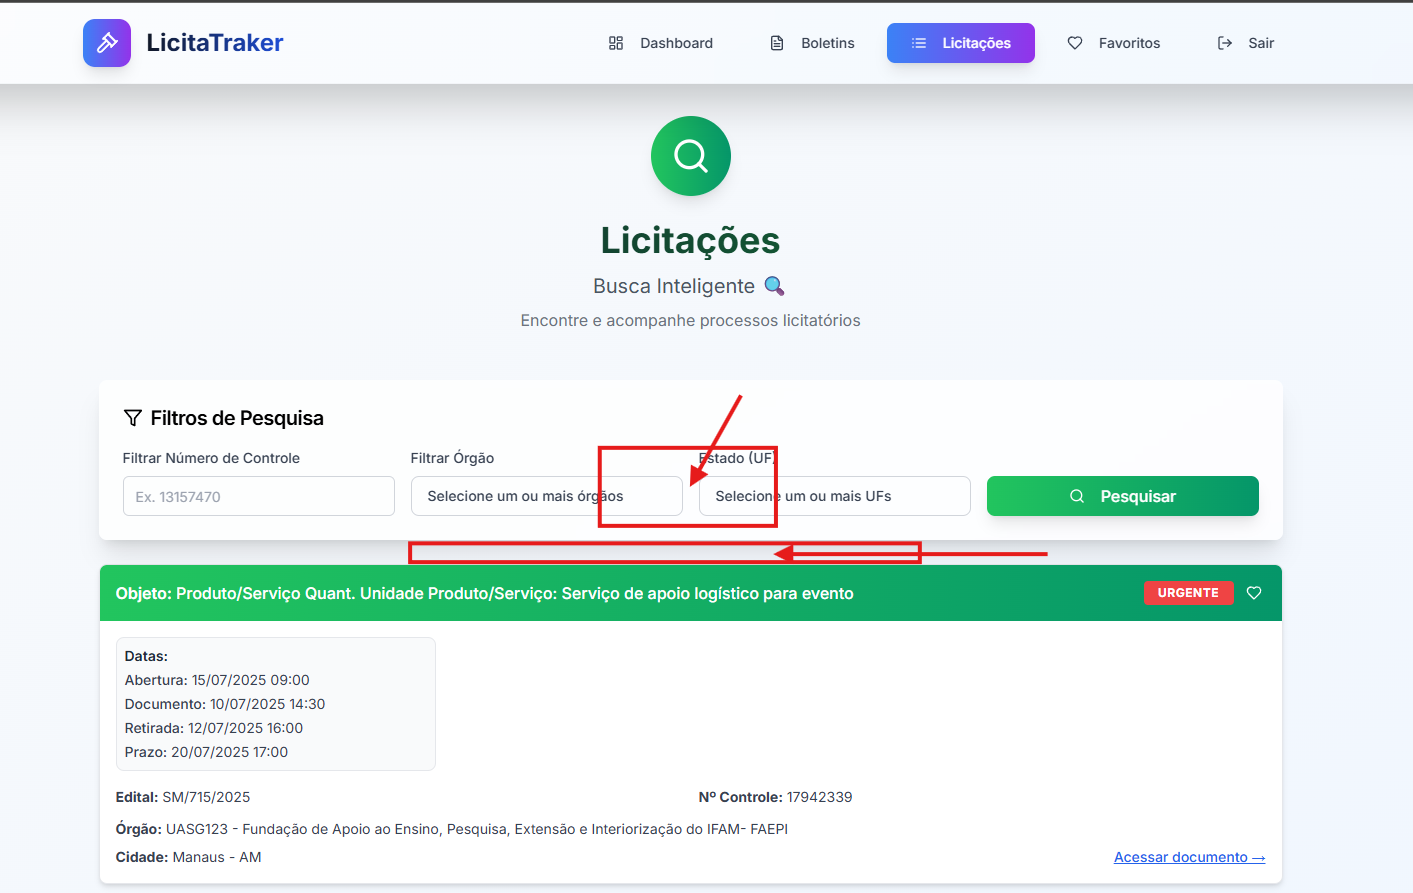 LicitaTraker
Dashboard
Boletins
Licitações
Favoritos
Sair
Licitações
Busca Inteligente
Encontre e acompanhe processos licitatórios
Filtros de Pesquisa
Filtrar Número de Controle
Filtrar Órgão
Estado (UF)
Ex. 13157470
Selecione um ou mais órgãos
Selecione um ou mais UFs
Pesquisar
Objeto: Produto/Serviço Quant. Unidade Produto/Serviço: Serviço de apoio logístico para evento
URGENTE
Datas:
Abertura: 15/07/2025 09:00
Documento: 10/07/2025 14:30
Retirada: 12/07/2025 16:00
Prazo: 20/07/2025 17:00
Edital: SM/715/2025
Nº Controle: 17942339
Órgão: UASG123 - Fundação de Apoio ao Ensino, Pesquisa, Extensão e Interiorização do IFAM- FAEPI
Cidade: Manaus - AM
Acessar documento →